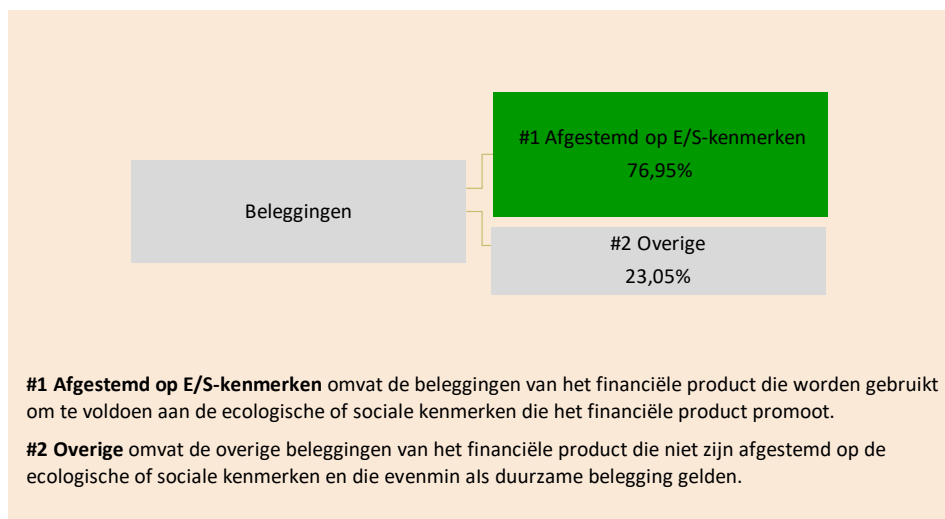 #1 Afgestemd op E/S-kenmerken
76,95%
Beleggingen
#2 Overige
23,05%
#1 Afgestemd op E/S-kenmerken omvat de beleggingen van het financiële product die worden gebruikt
om te voldoen aan de ecologische of sociale kenmerken die het financiële product promoot.
#2 Overige omvat de overige beleggingen van het financiële product die niet zijn afgestemd op de
ecologische of sociale kenmerken en die evenmin als duurzame belegging gelden.